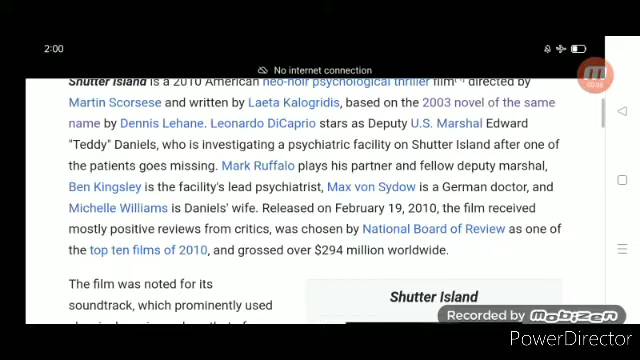 2:00
No internet connection
Shutter Island is a 2010 American neo-noir psychological thriller film directed by
Martin Scorsese and written by Laeta Kalogridis, based on the 2003 novel of the same
name by Dennis Lehane. Leonardo DiCaprio stars as Deputy U.S. Marshal Edward
"Teddy" Daniels, who is investigating a psychiatric facility on Shutter Island after one of
the patients goes missing. Mark Ruffalo plays his partner and fellow deputy marshal,
Ben Kingsley is the facility's lead psychiatrist, Max von Sydow is a German doctor, and
Michelle Williams is Daniels' wife. Released on February 19, 2010, the film received
mostly positive reviews from critics, was chosen by National Board of Review as one of
the top ten films of 2010, and grossed over $294 million worldwide.
The film was noted for its
soundtrack, which prominently used
Shutter Island
Recorded by Mobizen
PowerDirector